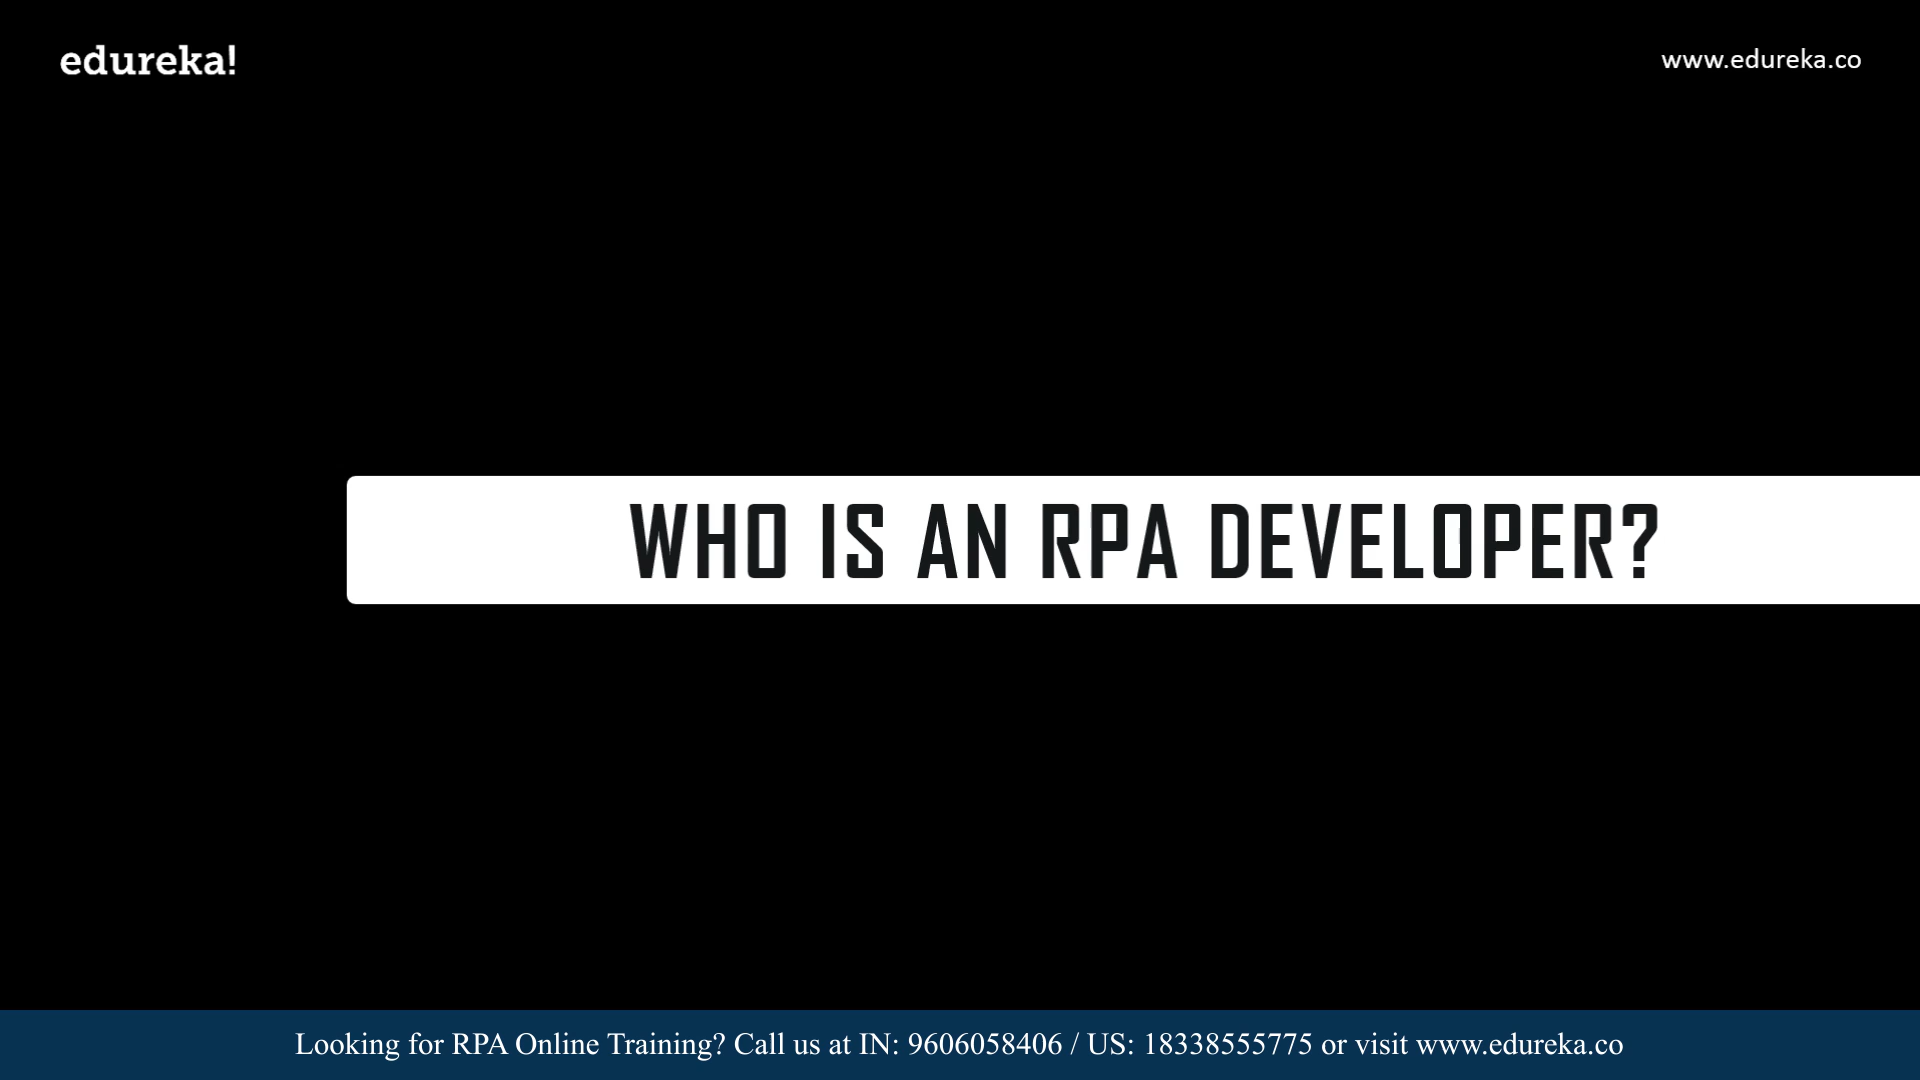 edureka!
www.edureka.co
WHO IS AN RPA DEVELOPER?
Looking for RPA Online Training? Call us at IN: 9606058406 / US: 18338555775 or visit www.edureka.co